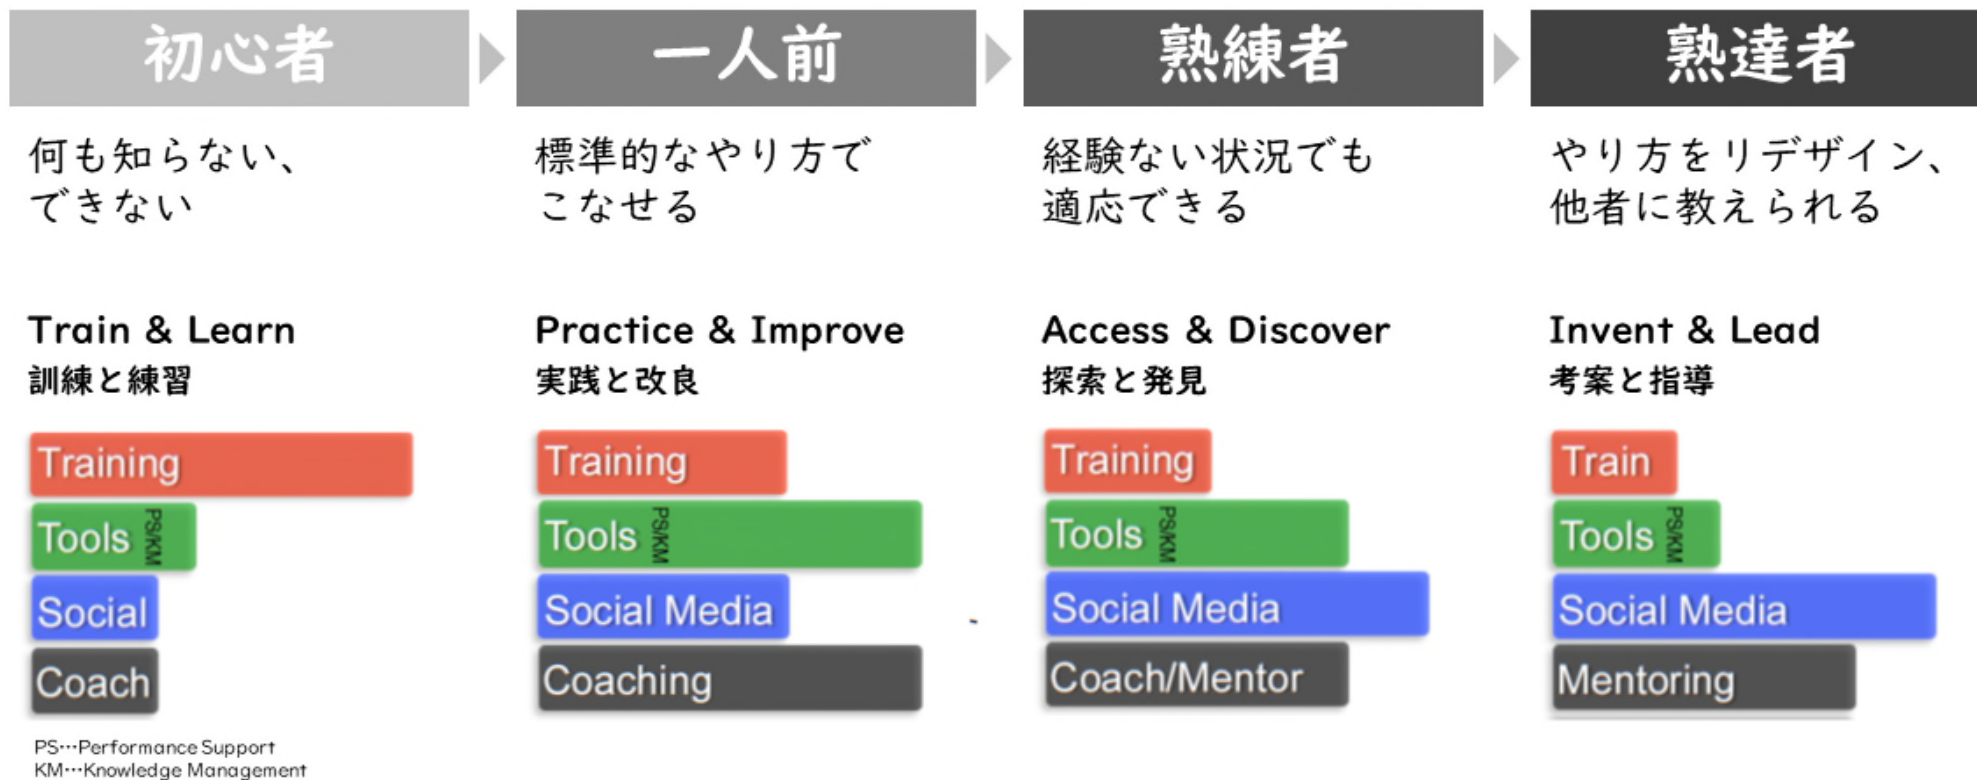 初心者
一人前
熟練者
熟達者
何も知らない、
できない
標準的なやり方で
こなせる
経験ない状況でも
適応できる
やり方をリデザイン、
他者に教えられる
Train & Learn
訓練と練習
Practice & Improve
実践と改良
Access & Discover
探索と発見
Invent & Lead
考案と指導
Training
Tools PS/KM
Social
Coach
Training
Tools PS/KM
Social Media
Coaching
Training
Tools PS/KM
Social Media
Coach/Mentor
Train
Tools PS/KM
Social Media
Mentoring
PS…Performance Support
KM…Knowledge Management